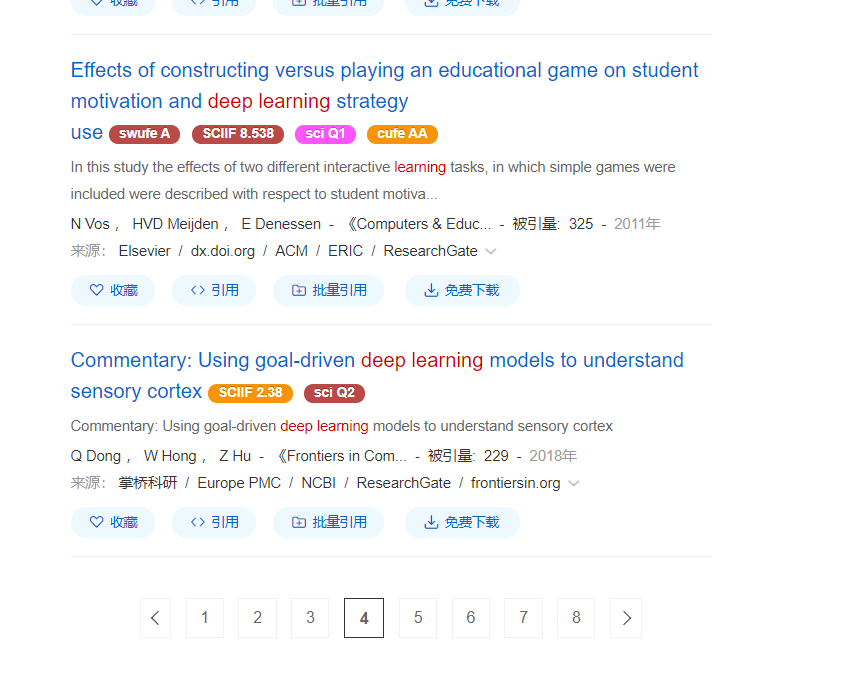 收藏 引用 批量引用 免费下载
Effects of constructing versus playing an educational game on student
motivation and deep learning strategy
use swufe A SCIIF 8.538 sci Q1 cufe AA
In this study the effects of two different interactive learning tasks, in which simple games were
included were described with respect to student motiva...
N Vos , HVD Meijden , E Denessen - 《Computers & Educ... - 被引量: 325 - 2011年
来源: Elsevier / dx.doi.org / ACM / ERIC / ResearchGate
收藏 引用 批量引用 免费下载
Commentary: Using goal-driven deep learning models to understand
sensory cortex SCIIF 2.38 sci Q2
Commentary: Using goal-driven deep learning models to understand sensory cortex
Q Dong , W Hong , Z Hu - 《Frontiers in Com... - 被引量: 229 - 2018年
来源: 掌桥科研 / Europe PMC / NCBI / ResearchGate / frontiersin.org
收藏 引用 批量引用 免费下载
< 1 2 3 4 5 6 7 8 >